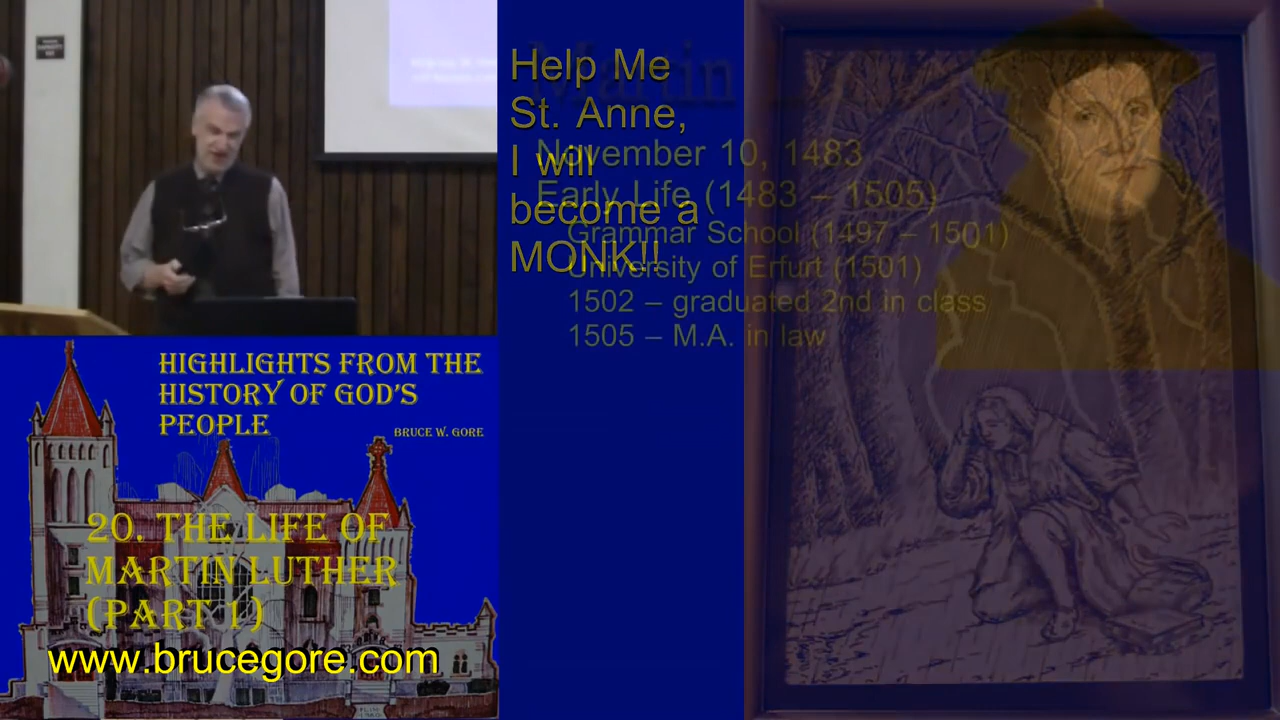 Help Me
St. Anne,
I will
become a
MONK!!
Martin
November 10, 1483
Early Life (1483 – 1505)
Grammar School (1497 – 1501)
University of Erfurt (1501)
1502 – graduated 2nd in class
1505 – M.A. in law
HIGHLIGHTS FROM THE
HISTORY OF GOD'S
PEOPLE
BRUCE W. GORE
20. THE LIFE OF
MARTIN LUTHER
(PART 1)
www.brucegore.com